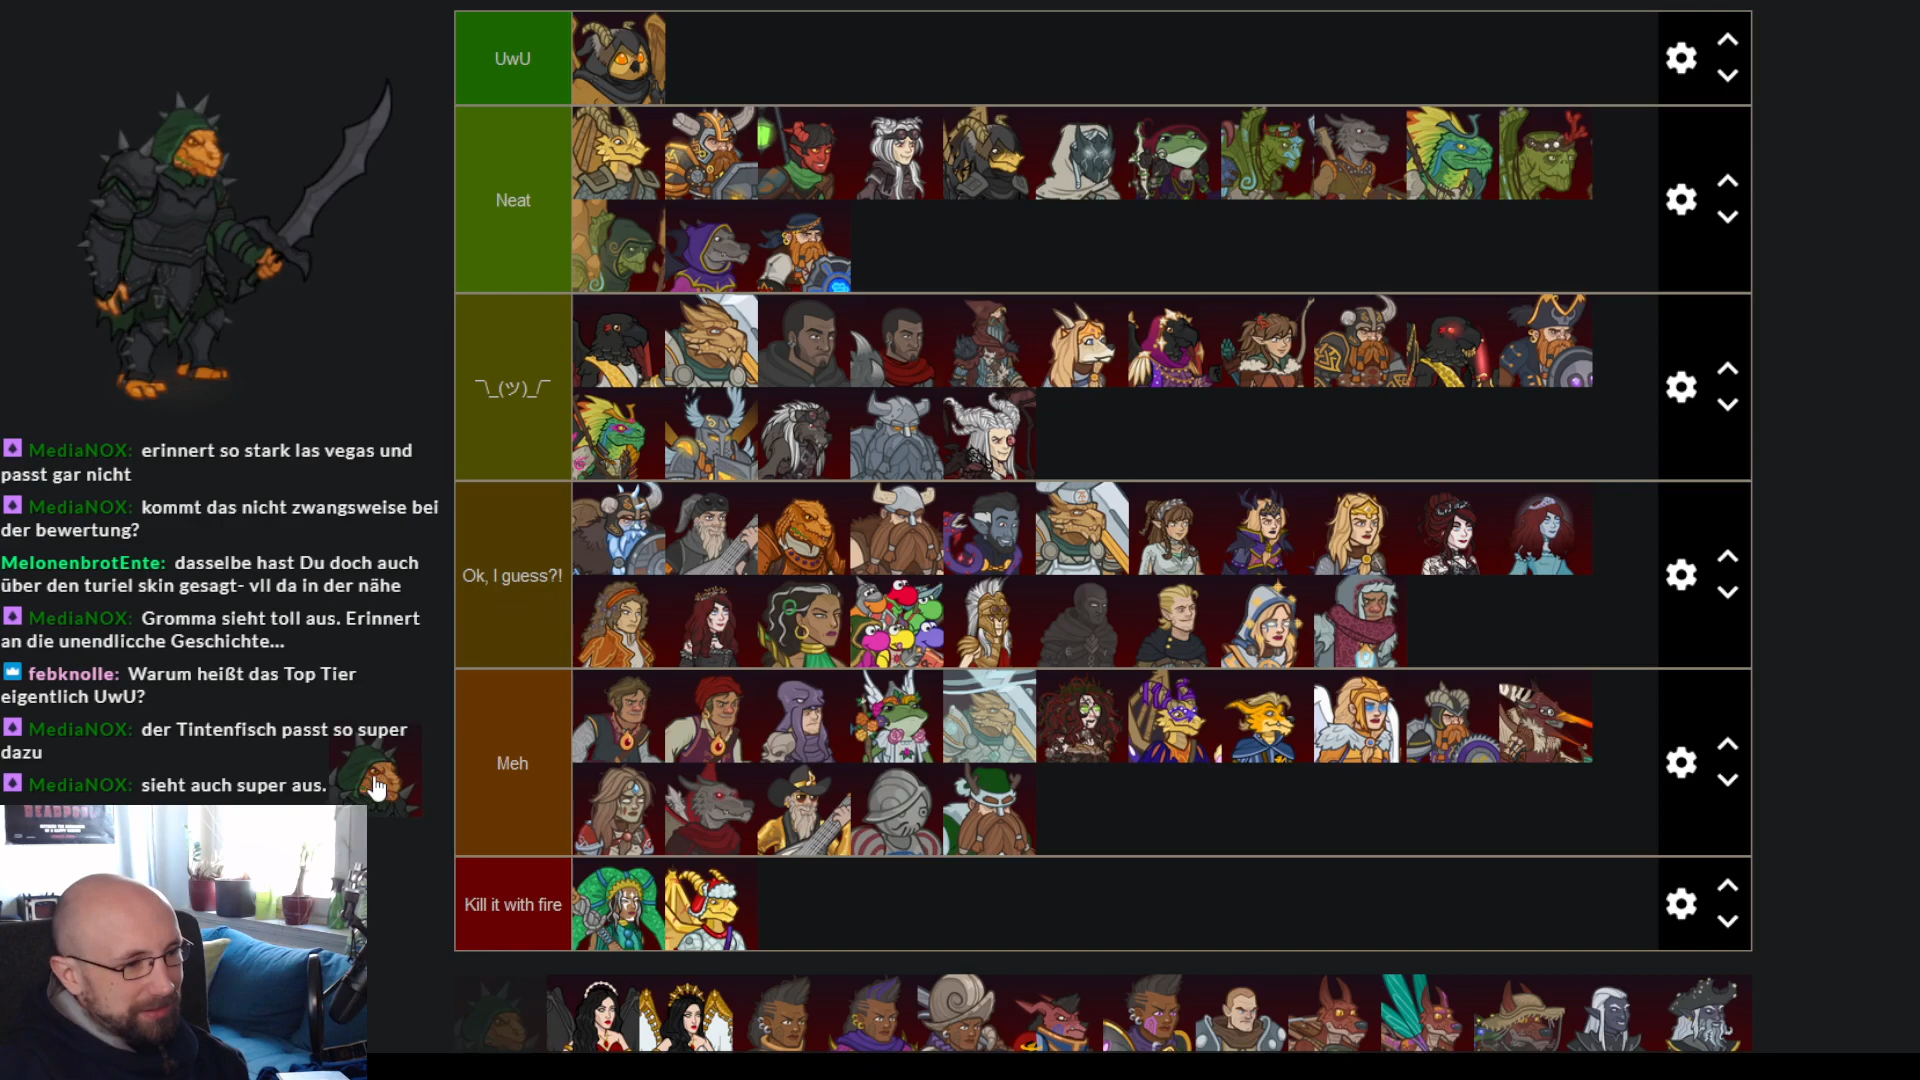 UwU
Neat
¯\_(ツ)_/¯
Ok, I guess?!
Meh
Kill it with fire
MediaNOX: erinnert so stark las vegas und
passt gar nicht
MediaNOX: kommt das nicht zwangsweise bei
der bewertung?
MelonenbrotEnte: dasselbe hast Du doch auch
über den turiel skin gesagt- vll da in der nähe
MediaNOX: Gromma sieht toll aus. Erinnert
an die unendlicche Geschichte...
febknolle: Warum heißt das Top Tier
eigentlich UwU?
MediaNOX: der Tintenfisch passt so super
dazu
MediaNOX: sieht auch super aus.
DEADPOOL